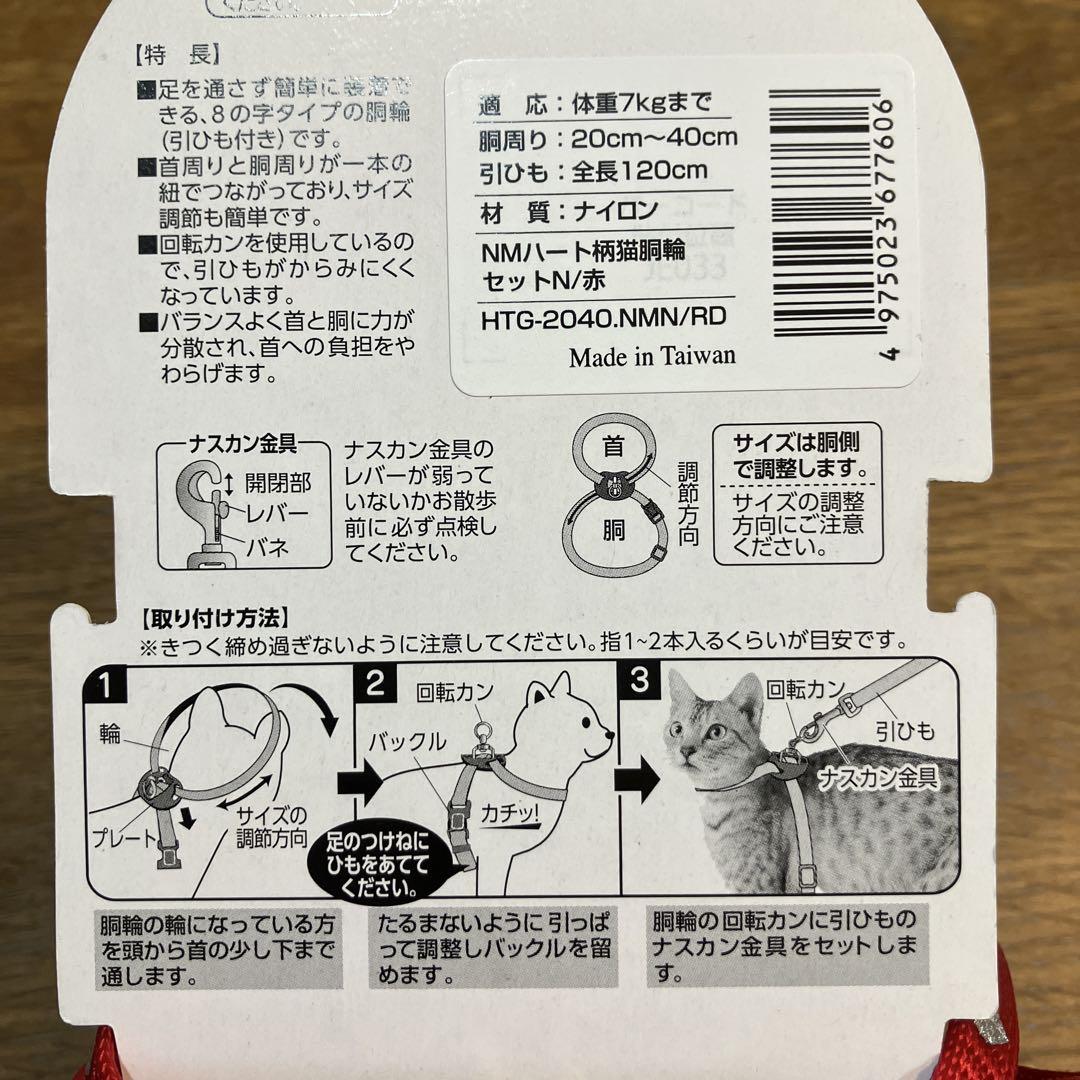 ください。
【特 長】
■足を通さず簡単に装着で
きる、8の字タイプの胴輪
(引ひも付き)です。
■首周りと胴周りが一本の
紐でつながっており、サイズ
調節も簡単です。
■回転カンを使用しているの
で、引ひもがからみにくく
なっています。
■バランスよく首と胴に力が
分散され、首への負担をや
わらげます。
適 応:体重7kgまで
胴周り:20cm〜40cm
引ひも:全長120cm
材 質:ナイロン
NMハート柄猫胴輪
セットN/赤
HTG-2040.NMN/RD
Made in Taiwan
4 975023 677606
ナスカン金具
開閉部
レバー
バネ
ナスカン金具の
レバーが弱って
いないかお散歩
前に必ず点検し
てください。
首
胴
調節方向
サイズは胴側
で調整します。
サイズの調整
方向にご注意
ください。
【取り付け方法】
※きつく締め過ぎないように注意してください。指1~2本入るくらいが目安です。
1
輪
プレート
サイズの
調節方向
2
回転カン
バックル
カチッ!
足のつけねに
ひもをあてて
ください。
3
回転カン
引ひも
ナスカン金具
胴輪の輪になっている方
を頭から首の少し下まで
通します。
たるまないように引っぱ
って調整しバックルを留
めます。
胴輪の回転カンに引ひもの
ナスカン金具をセットしま
す。